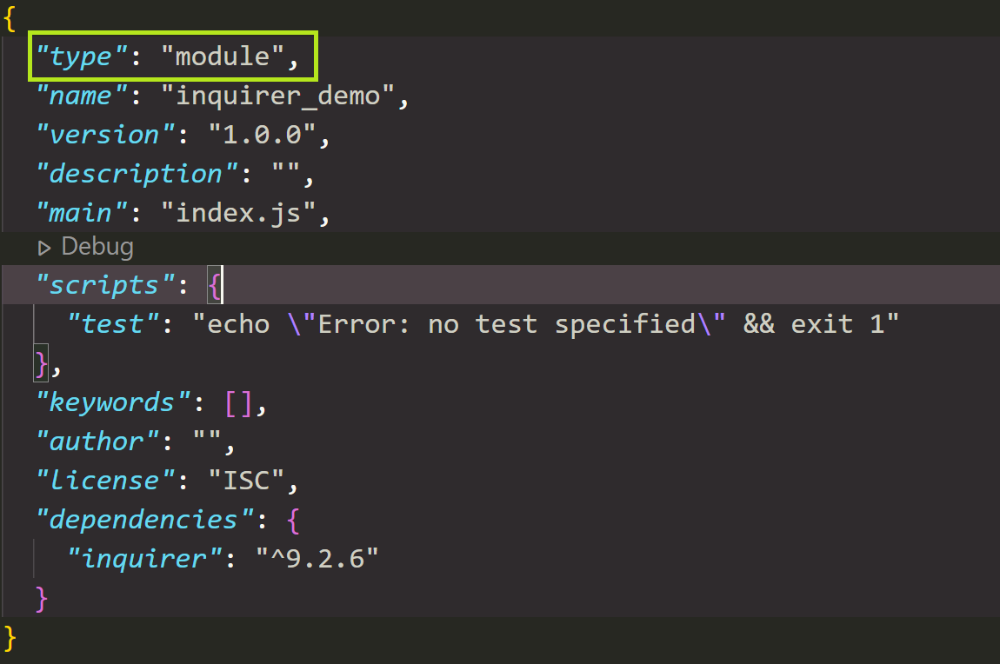 {
"type": "module",
"name": "inquirer_demo",
"version": "1.0.0",
"description": "",
"main": "index.js",
Debug
"scripts": {
"test": "echo \"Error: no test specified\" && exit 1"
},
"keywords": [],
"author": "",
"license": "ISC",
"dependencies": {
"inquirer": "^9.2.6"
}
}